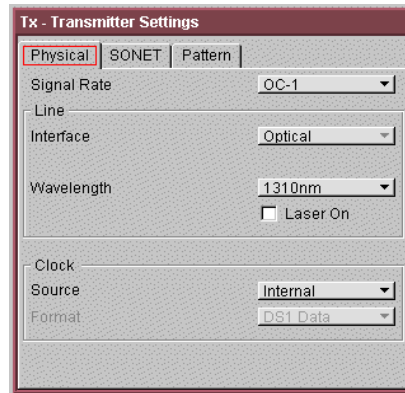 Tx - Transmitter Settings
Physical SONET Pattern
Signal Rate OC-1
Line
Interface Optical
Wavelength 1310nm
Laser On
Clock
Source Internal
Format DS1 Data